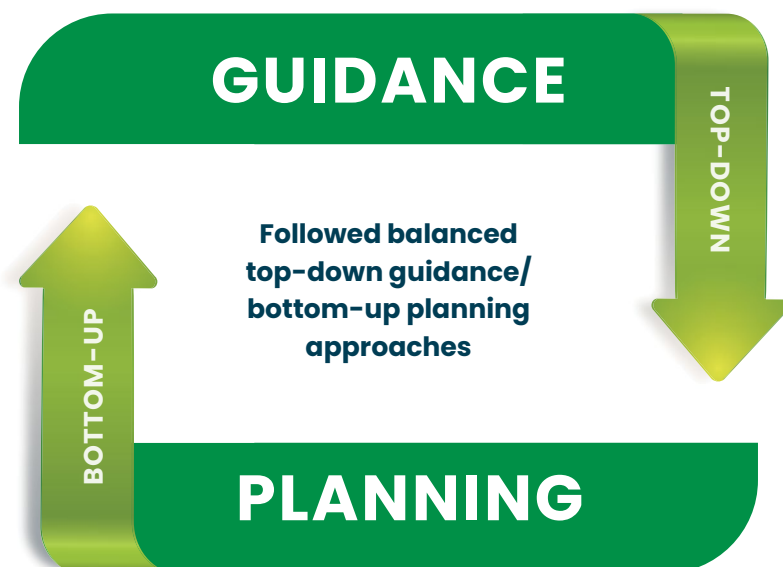 GUIDANCE
TOP-DOWN
Followed balanced
top-down guidance/
bottom-up planning
approaches
BOTTOM-UP
PLANNING